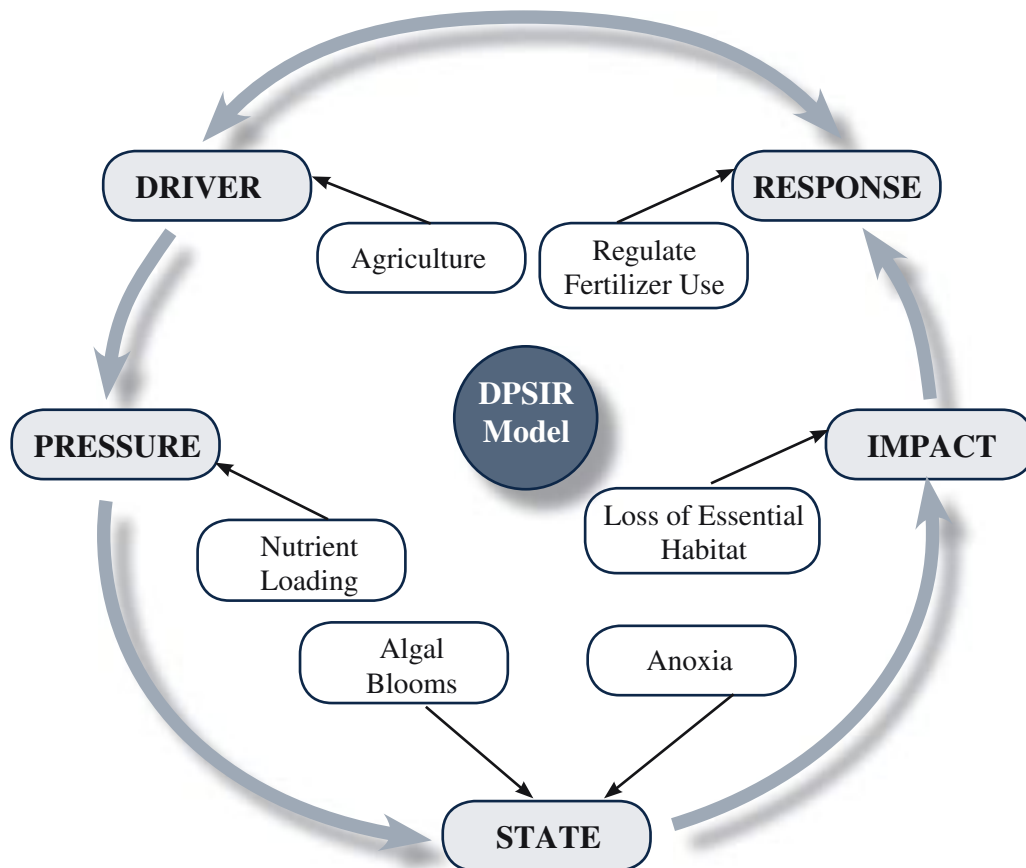 DRIVER
RESPONSE
Agriculture
Regulate
Fertilizer Use
DPSIR
Model
PRESSURE
IMPACT
Nutrient
Loading
Loss of Essential
Habitat
Algal
Blooms
Anoxia
STATE